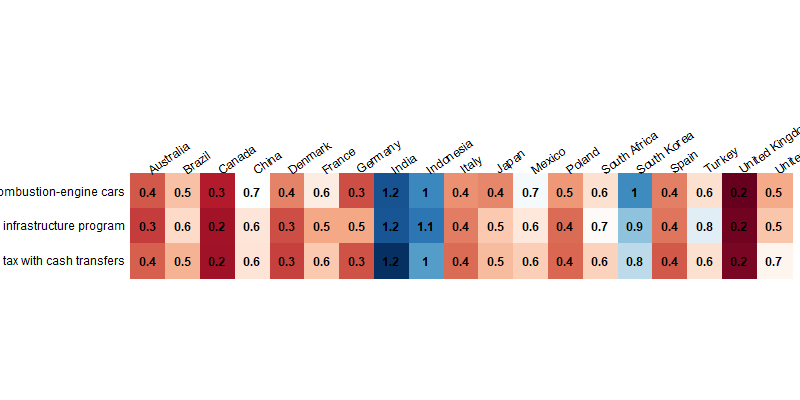 Australia Brazil Canada China Denmark France Germany India Indonesia Italy Japan Mexico Poland South Africa South Korea Spain Turkey United Kingdo Unite
ombustion-engine cars 0.4 0.5 0.3 0.7 0.4 0.6 0.3 1.2 1 0.4 0.4 0.7 0.5 0.6 1 0.4 0.6 0.2 0.5
infrastructure program 0.3 0.6 0.2 0.6 0.3 0.5 0.5 1.2 1.1 0.4 0.5 0.6 0.4 0.7 0.9 0.4 0.8 0.2 0.5
tax with cash transfers 0.4 0.5 0.2 0.6 0.3 0.6 0.3 1.2 1 0.4 0.5 0.6 0.4 0.6 0.8 0.4 0.6 0.2 0.7